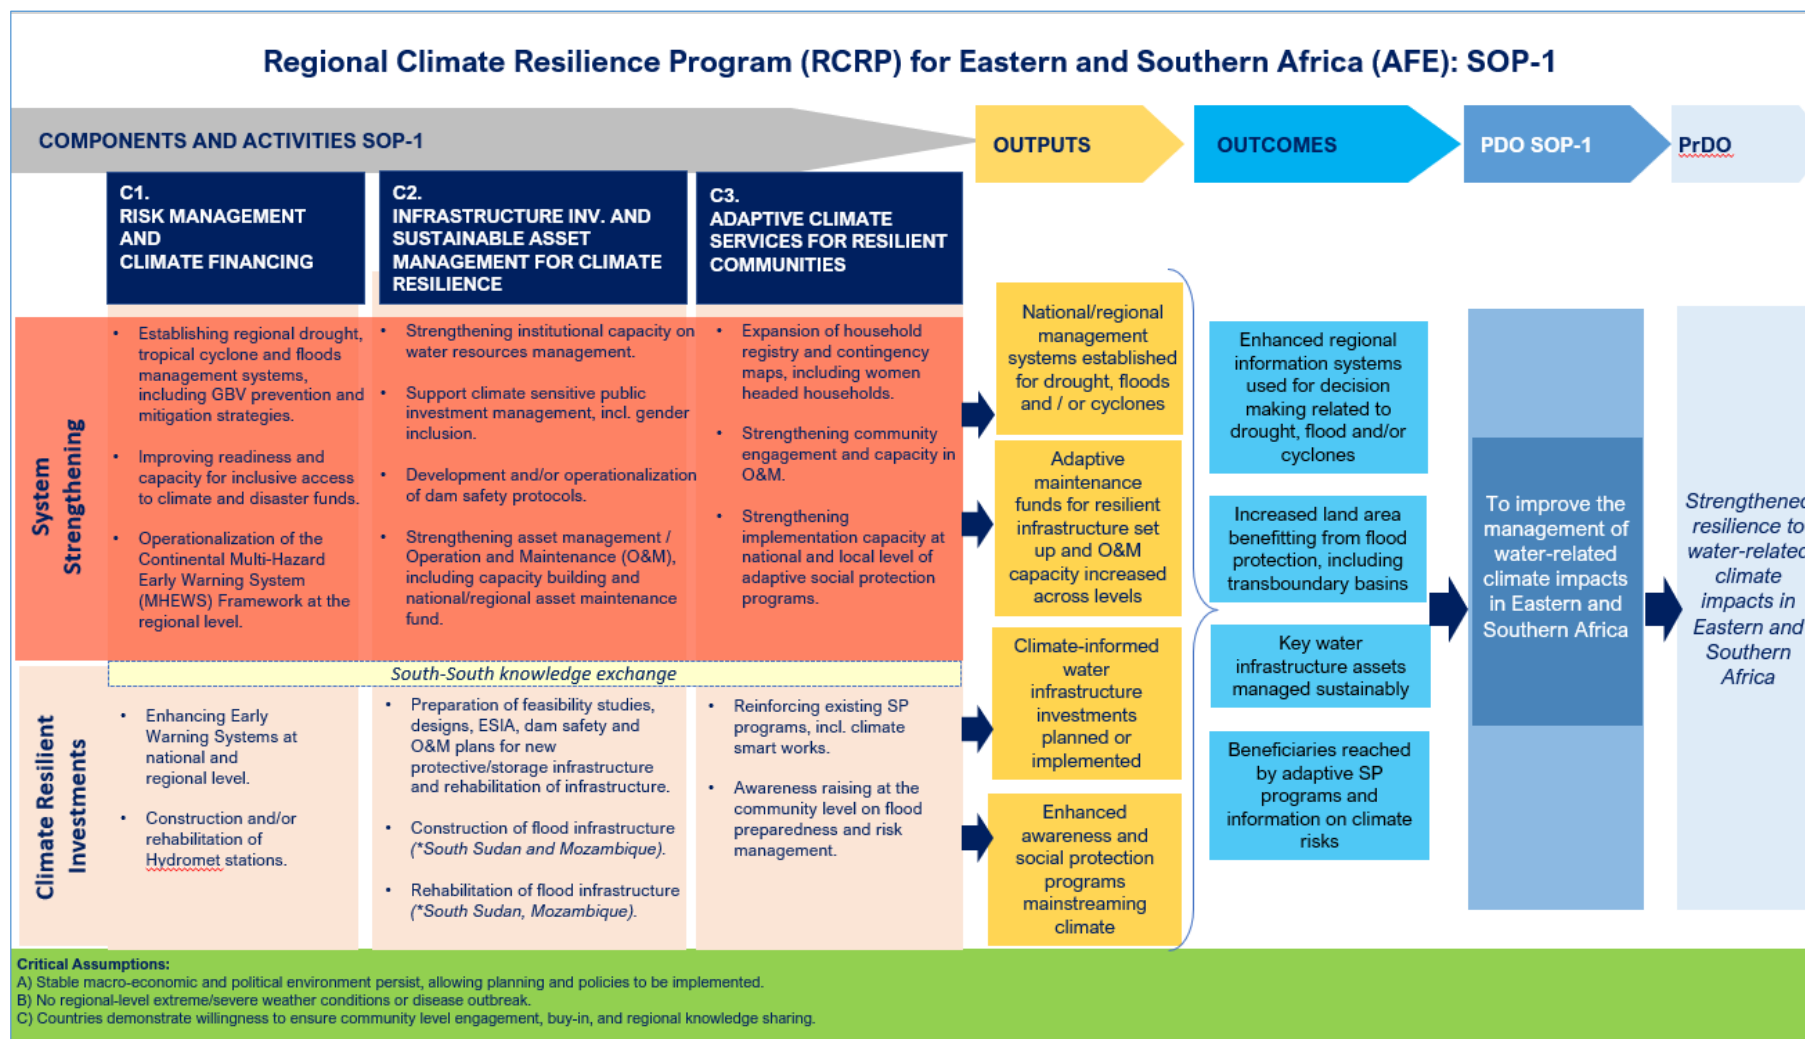 Regional Climate Resilience Program (RCRP) for Eastern and Southern Africa (AFE): SOP-1
COMPONENTS AND ACTIVITIES SOP-1
OUTPUTS
OUTCOMES
PDO SOP-1
PrDO
C1.
RISK MANAGEMENT
AND
CLIMATE FINANCING
C2.
INFRASTRUCTURE INV. AND
SUSTAINABLE ASSET
MANAGEMENT FOR CLIMATE
RESILIENCE
C3.
ADAPTIVE CLIMATE
SERVICES FOR RESILIENT
COMMUNITIES
System
Strengthening
• Establishing regional drought,
tropical cyclone and floods
management systems,
including GBV prevention and
mitigation strategies.
• Improving readiness and
capacity for inclusive access
to climate and disaster funds.
• Operationalization of the
Continental Multi-Hazard
Early Warning System
(MHEWS) Framework at the
regional level.
• Strengthening institutional capacity on
water resources management.
• Support climate sensitive public
investment management, incl. gender
inclusion.
• Development and/or operationalization
of dam safety protocols.
• Strengthening asset management /
Operation and Maintenance (O&M),
including capacity building and
national/regional asset maintenance
fund.
• Expansion of household
registry and contingency
maps, including women
headed households.
• Strengthening community
engagement and capacity in
O&M.
• Strengthening
implementation capacity at
national and local level of
adaptive social protection
programs.
South-South knowledge exchange
Climate Resilient
Investments
• Enhancing Early
Warning Systems at
national and
regional level.
• Construction and/or
rehabilitation of
Hydromet stations.
• Preparation of feasibility studies,
designs, ESIA, dam safety and
O&M plans for new
protective/storage infrastructure
and rehabilitation of infrastructure.
• Construction of flood infrastructure
(*South Sudan and Mozambique).
• Rehabilitation of flood infrastructure
(*South Sudan, Mozambique).
• Reinforcing existing SP
programs, incl. climate
smart works.
• Awareness raising at the
community level on flood
preparedness and risk
management.
National/regional
management
systems established
for drought, floods
and / or cyclones
Adaptive
maintenance
funds for resilient
infrastructure set
up and O&M
capacity increased
across levels
Climate-informed
water
infrastructure
investments
planned or
implemented
Enhanced
awareness and
social protection
programs
mainstreaming
climate
Enhanced regional
information systems
used for decision
making related to
drought, flood and/or
cyclones
Increased land area
benefitting from flood
protection, including
transboundary basins
Key water
infrastructure assets
managed sustainably
Beneficiaries reached
by adaptive SP
programs and
information on climate
risks
To improve the
management of
water-related
climate impacts
in Eastern and
Southern Africa
Strengthened
resilience to
water-related
climate
impacts in
Eastern and
Southern
Africa
Critical Assumptions:
A) Stable macro-economic and political environment persist, allowing planning and policies to be implemented.
B) No regional-level extreme/severe weather conditions or disease outbreak.
C) Countries demonstrate willingness to ensure community level engagement, buy-in, and regional knowledge sharing.